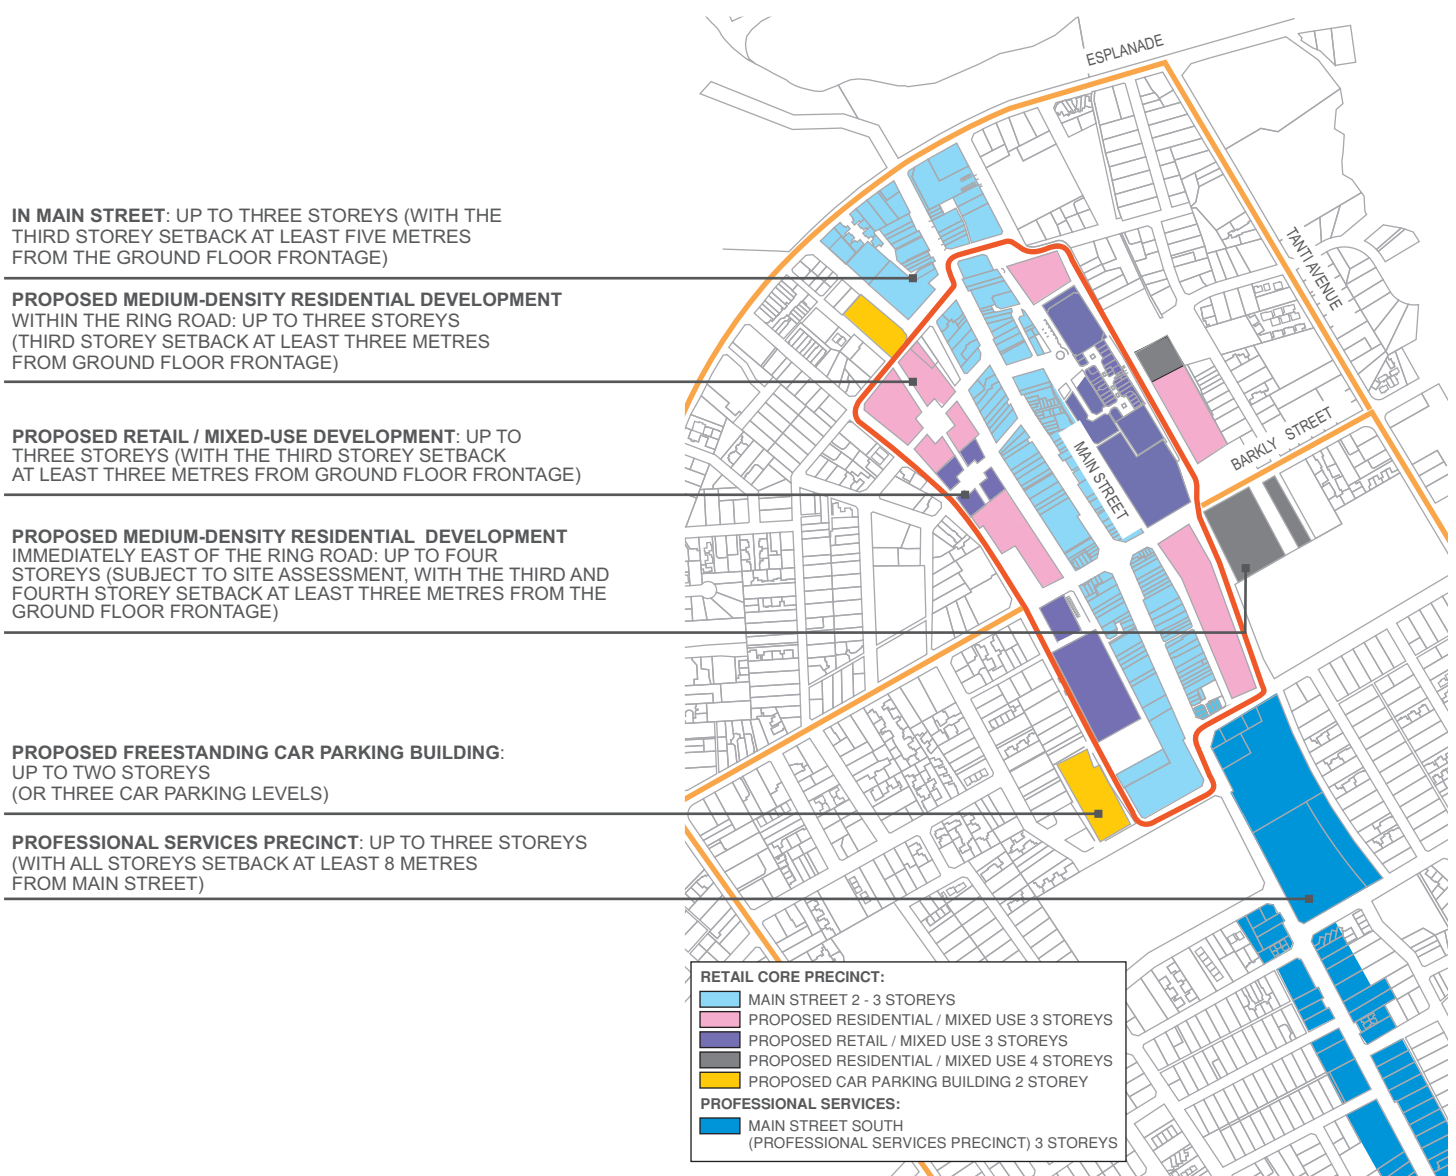 IN MAIN STREET: UP TO THREE STOREYS (WITH THE
THIRD STOREY SETBACK AT LEAST FIVE METRES
FROM THE GROUND FLOOR FRONTAGE)
PROPOSED MEDIUM-DENSITY RESIDENTIAL DEVELOPMENT
WITHIN THE RING ROAD: UP TO THREE STOREYS
(THIRD STOREY SETBACK AT LEAST THREE METRES
FROM GROUND FLOOR FRONTAGE)
PROPOSED RETAIL / MIXED-USE DEVELOPMENT: UP TO
THREE STOREYS (WITH THE THIRD STOREY SETBACK
AT LEAST THREE METRES FROM GROUND FLOOR FRONTAGE)
PROPOSED MEDIUM-DENSITY RESIDENTIAL DEVELOPMENT
IMMEDIATELY EAST OF THE RING ROAD: UP TO FOUR
STOREYS (SUBJECT TO SITE ASSESSMENT, WITH THE THIRD AND
FOURTH STOREY SETBACK AT LEAST THREE METRES FROM THE
GROUND FLOOR FRONTAGE)
PROPOSED FREESTANDING CAR PARKING BUILDING:
UP TO TWO STOREYS
(OR THREE CAR PARKING LEVELS)
PROFESSIONAL SERVICES PRECINCT: UP TO THREE STOREYS
(WITH ALL STOREYS SETBACK AT LEAST 8 METRES
FROM MAIN STREET)
ESPLANADE
TANTI AVENUE
BARKLY STREET
MAIN STREET
RETAIL CORE PRECINCT:
MAIN STREET 2 - 3 STOREYS
PROPOSED RESIDENTIAL / MIXED USE 3 STOREYS
PROPOSED RETAIL / MIXED USE 3 STOREYS
PROPOSED RESIDENTIAL / MIXED USE 4 STOREYS
PROPOSED CAR PARKING BUILDING 2 STOREY
PROFESSIONAL SERVICES:
MAIN STREET SOUTH
(PROFESSIONAL SERVICES PRECINCT) 3 STOREYS